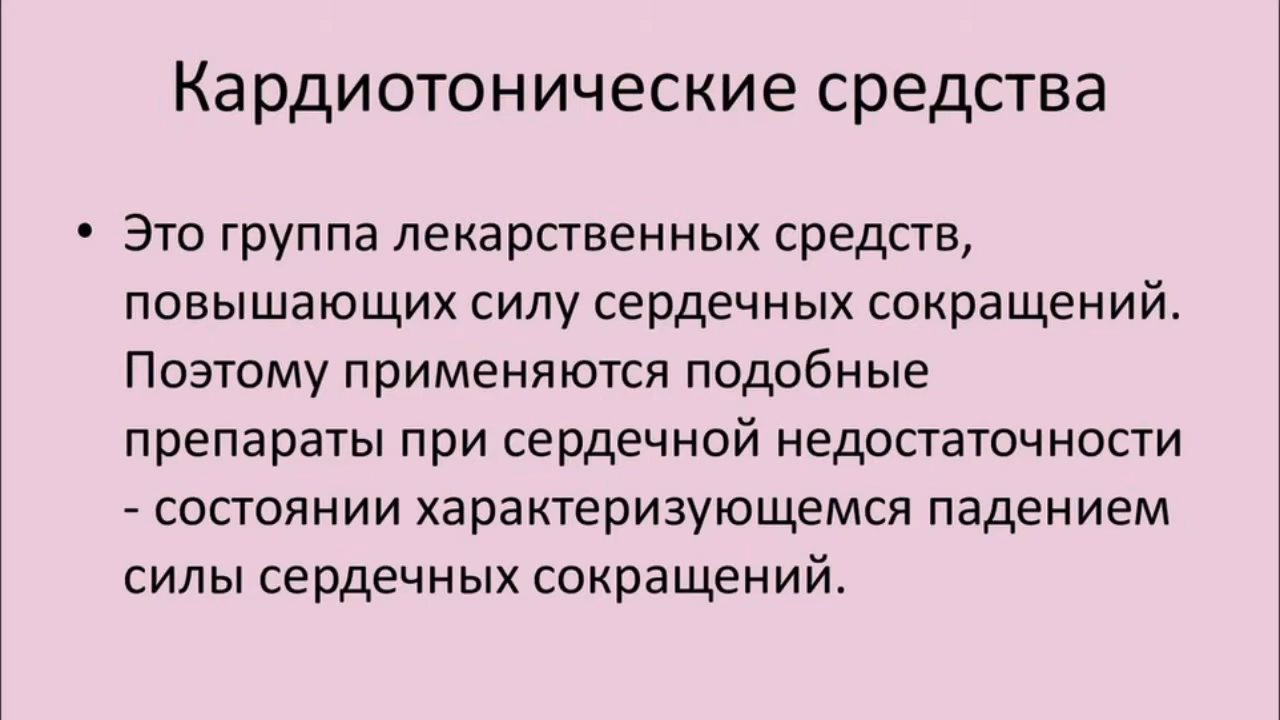 Кардиотонические средства
• Это группа лекарственных средств,
повышающих силу сердечных сокращений.
Поэтому применяются подобные
препараты при сердечной недостаточности
- состоянии характеризующемся падением
силы сердечных сокращений.